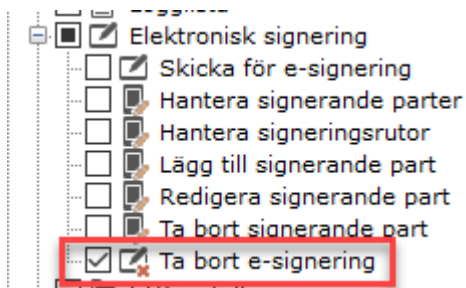 Elektronisk signering
Skicka för e-signering
Hantera signerande parter
Hantera signeringsrutor
Lägg till signerande part
Redigera signerande part
Ta bort signerande part
Ta bort e-signering